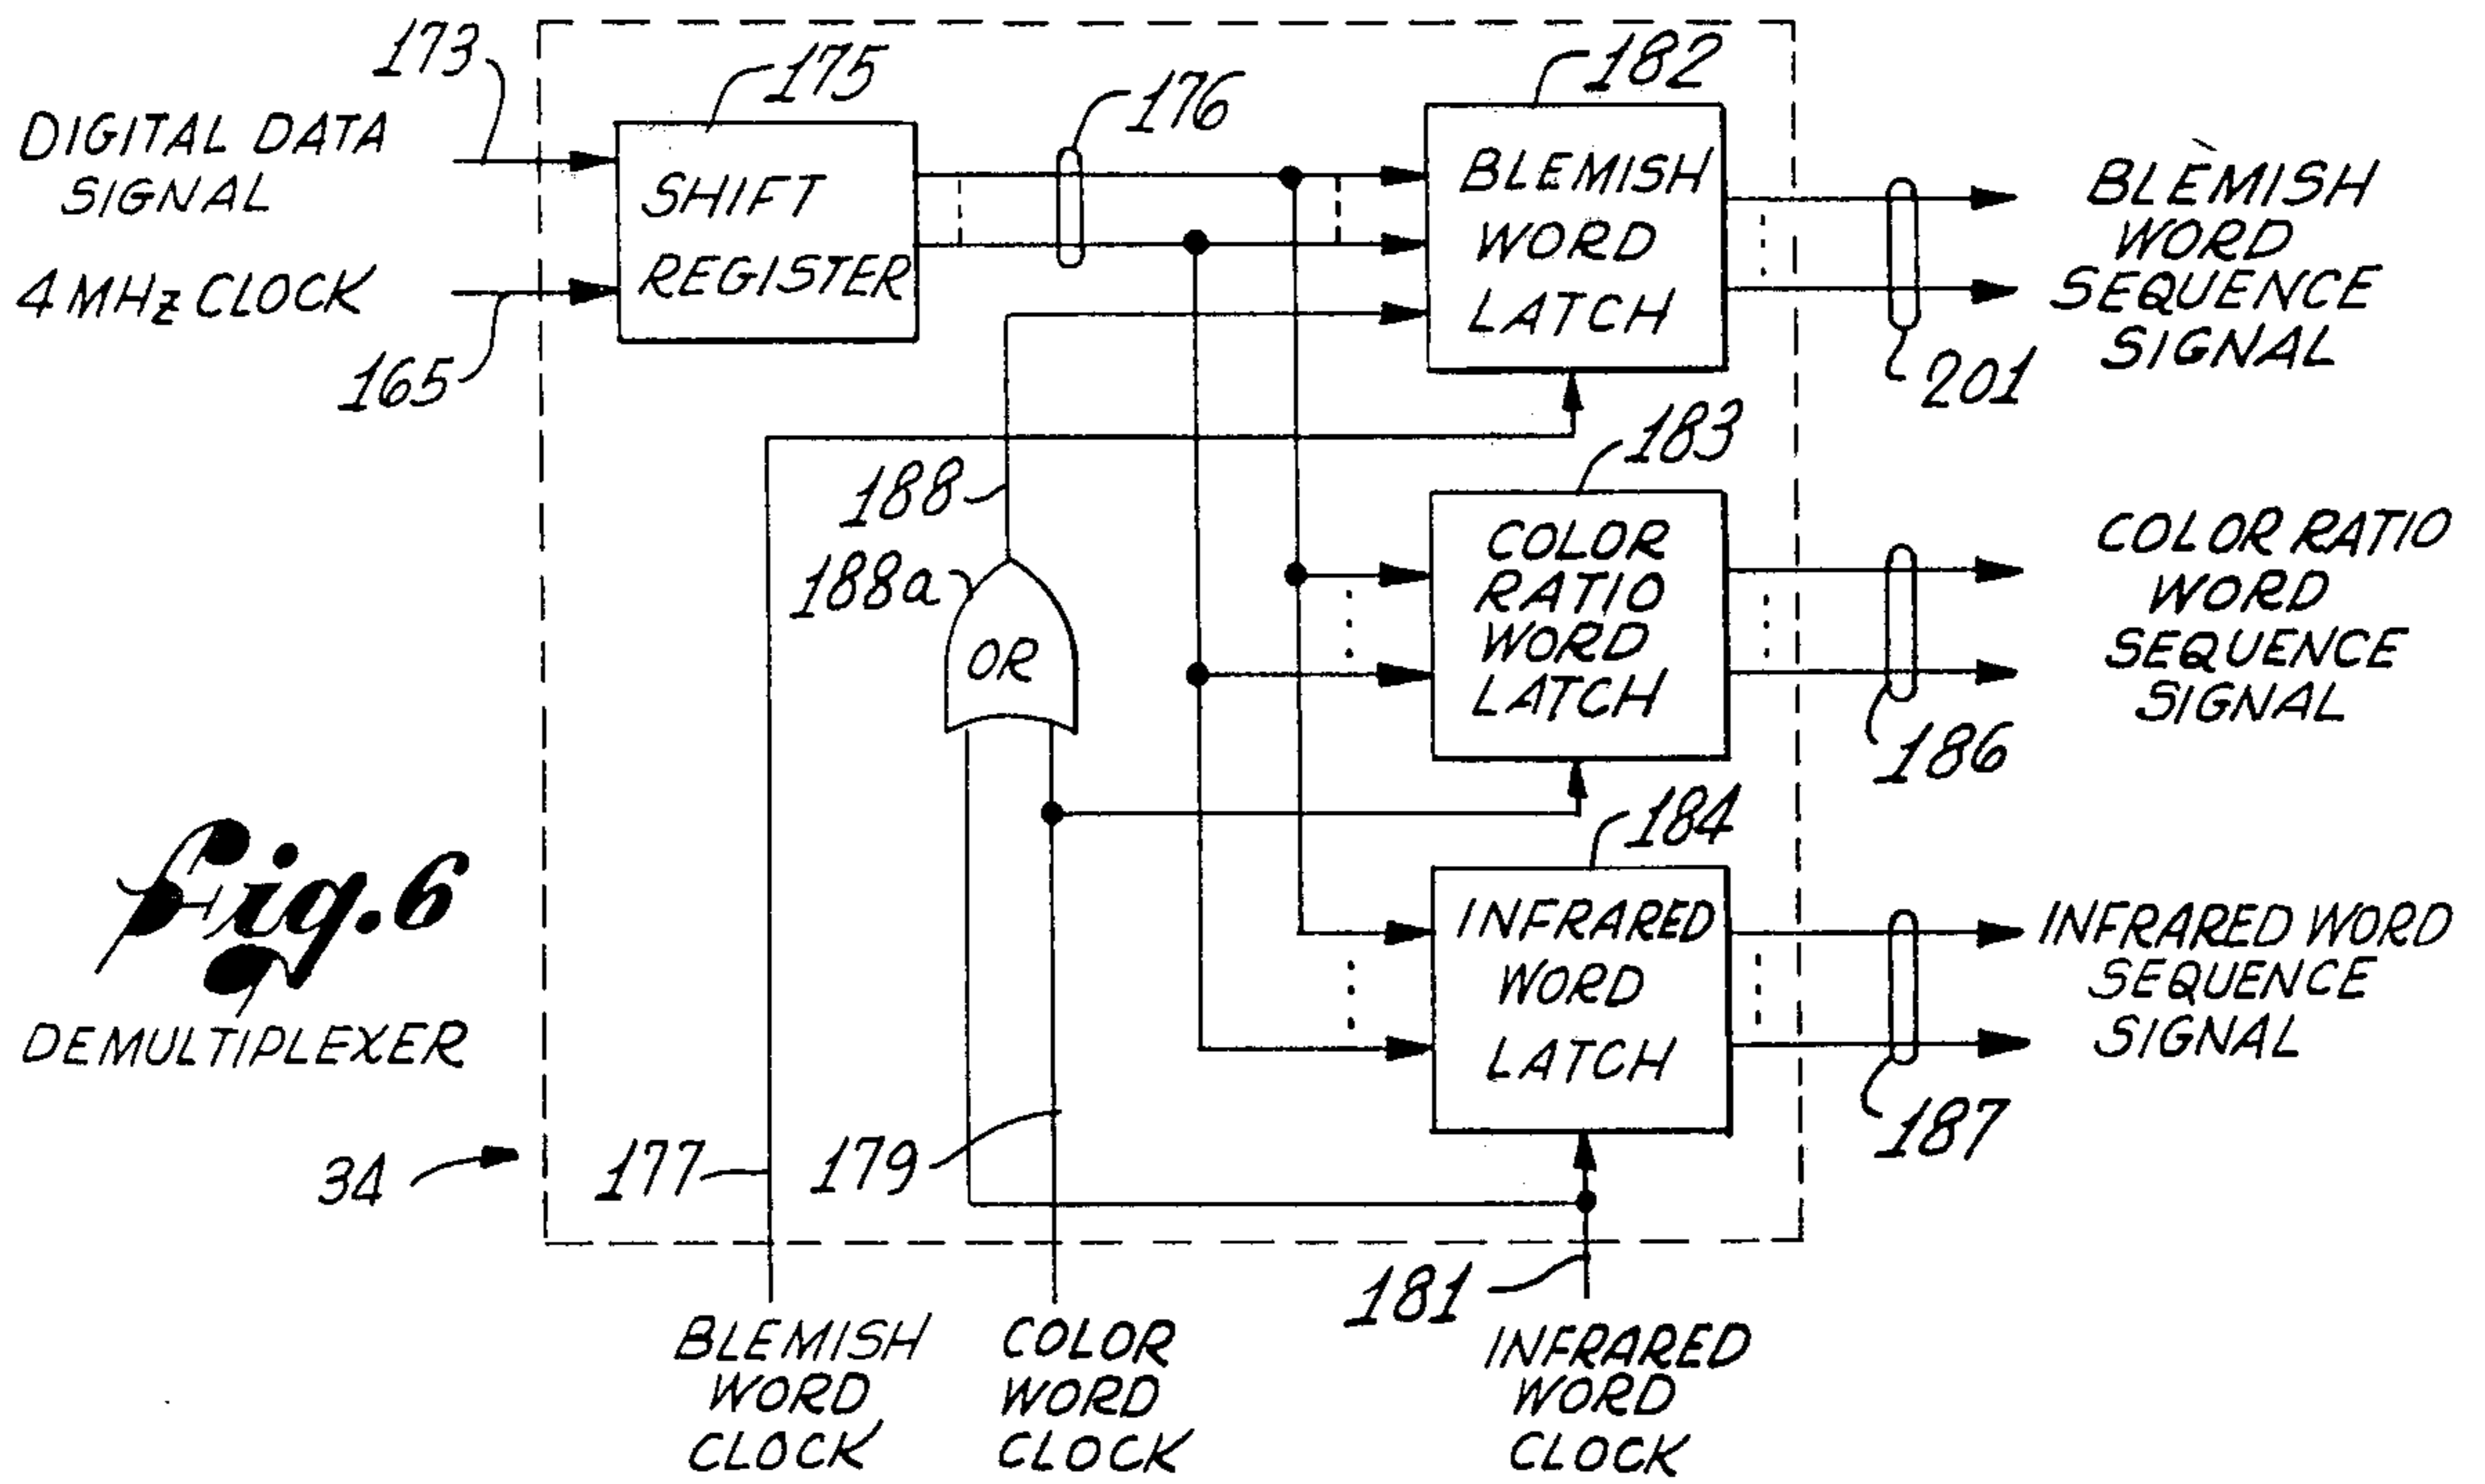 173
175
176
182
DIGITAL DATA
SIGNAL
4 MHz CLOCK
165
SHIFT
REGISTER
BLEMISH
WORD
LATCH
BLEMISH
WORD
SEQUENCE
SIGNAL
201
183
188
188a
OR
COLOR
RATIO
WORD
LATCH
COLOR RATIO
WORD
SEQUENCE
SIGNAL
186
184
INFRARED
WORD
LATCH
INFRARED WORD
SEQUENCE
SIGNAL
187
Fig. 6
DEMULTIPLEXER
34
177
179
181
BLEMISH
WORD
CLOCK
COLOR
WORD
CLOCK
INFRARED
WORD
CLOCK